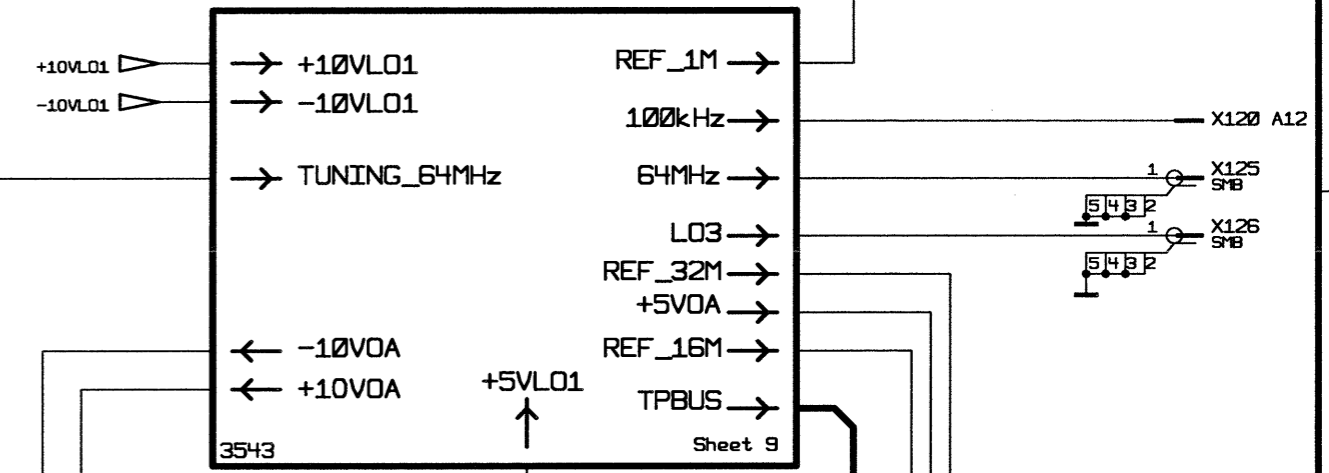 +10VLO1
-10VLO1
+10VLO1
-10VLO1
TUNING_64MHz
-10VOA
+10VOA
+5VLO1
3543
Sheet 9
REF_1M
100kHz
64MHz
LO3
REF_32M
+5VOA
REF_16M
TPBUS
X120 A12
1
X125
SMB
5 4 3 2
1
X126
SMB
5 4 3 2